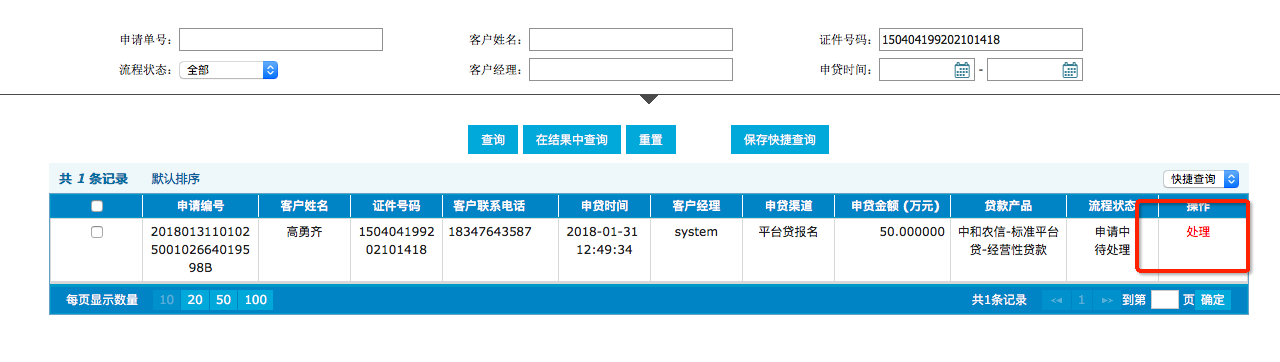 申请单号： 客户姓名： 证件号码： 150404199202101418
流程状态： 全部 客户经理： 申贷时间： -
查询 在结果中查询 重置 保存快捷查询
共 1 条记录 默认排序 快捷查询
申请编号 客户姓名 证件号码 客户联系电话 申贷时间 客户经理 申贷渠道 申贷金额 (万元) 贷款产品 流程状态 操作
2018013110102 高勇齐 1504041992 18347643587 2018-01-31 system 平台贷报名 50.000000 中和农信-标准平台 申请中 处理
5001026640195 02101418 12:49:34 贷-经营性贷款 待处理
98B
每页显示数量 10 20 50 100 共1条记录 << 1 >> 到第 页 确定